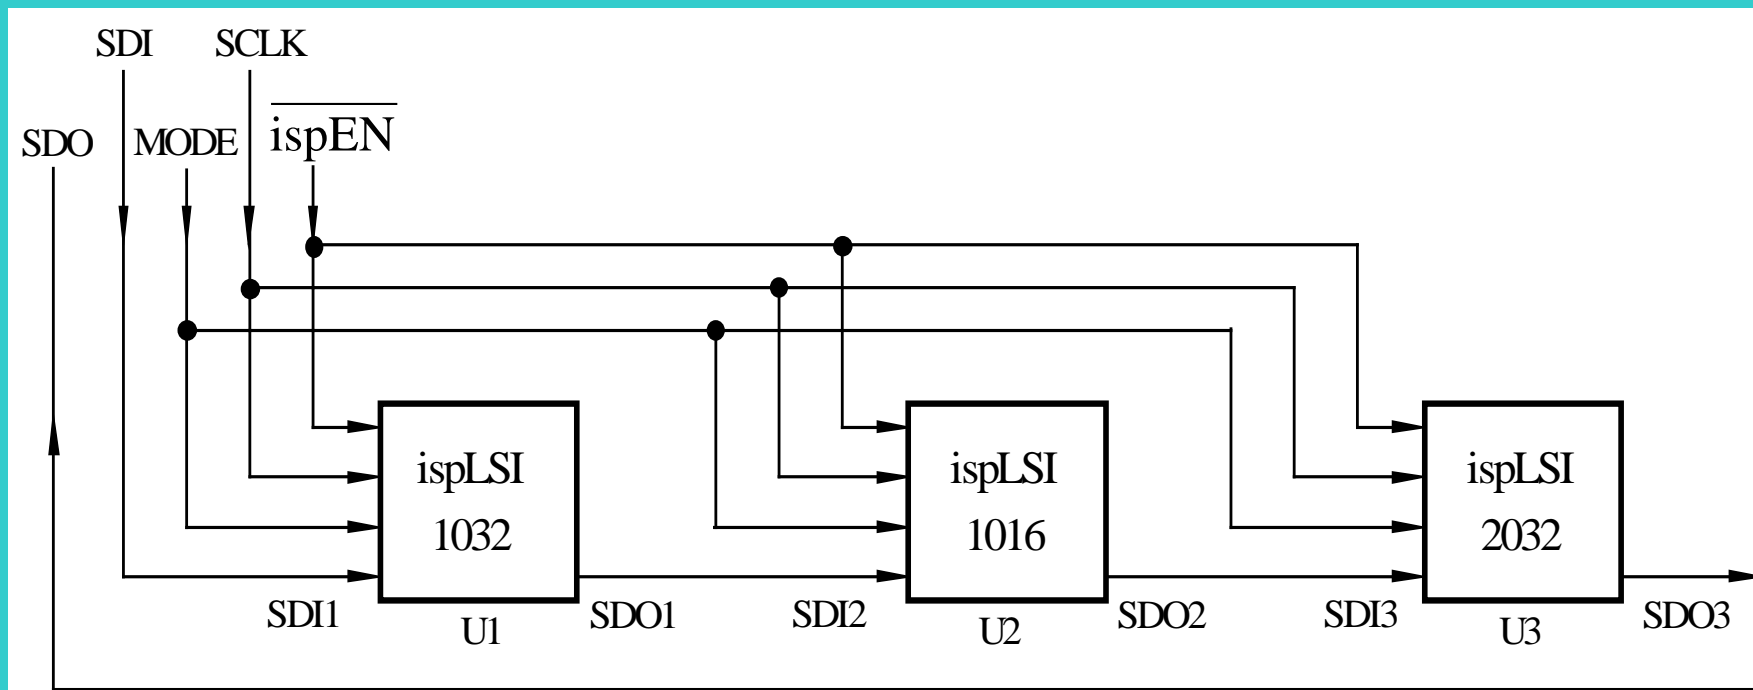 SDI
SCLK
SDO
MODE
ispEN
ispLSI
1032
ispLSI
1016
ispLSI
2032
SDI1
U1
SDO1
SDI2
U2
SDO2
SDI3
U3
SDO3